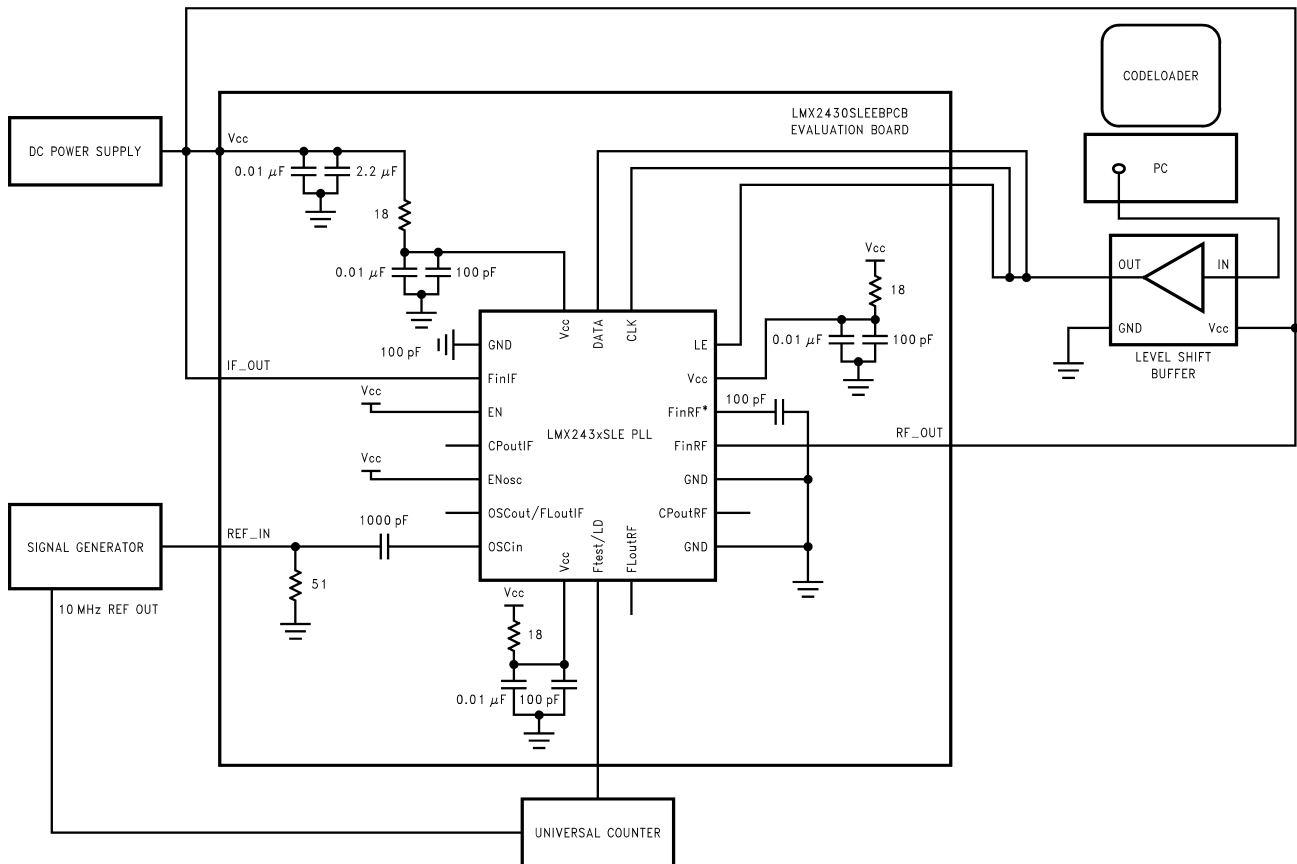 CODELOADER
LMX2430SLEEBPCB
EVALUATION BOARD
DC POWER SUPPLY
Vcc
0.01 µF
2.2 µF
PC
18
0.01 µF
100 pF
Vcc
18
OUT
IN
GND
Vcc
LEVEL SHIFT
BUFFER
0.01 µF
100 pF
100 pF
GND
Vcc
DATA
CLK
LE
IF_OUT
FinIF
Vcc
Vcc
EN
FinRF*
100 pF
LMX243xSLE PLL
CPoutIF
FinRF
RF_OUT
Vcc
ENosc
GND
OSCout/FLoutIF
CPoutRF
1000 pF
SIGNAL GENERATOR
REF_IN
OSCin
Vcc
Ftest/LD
FLoutRF
GND
51
10 MHz REF OUT
Vcc
18
0.01 µF
100 pF
UNIVERSAL COUNTER